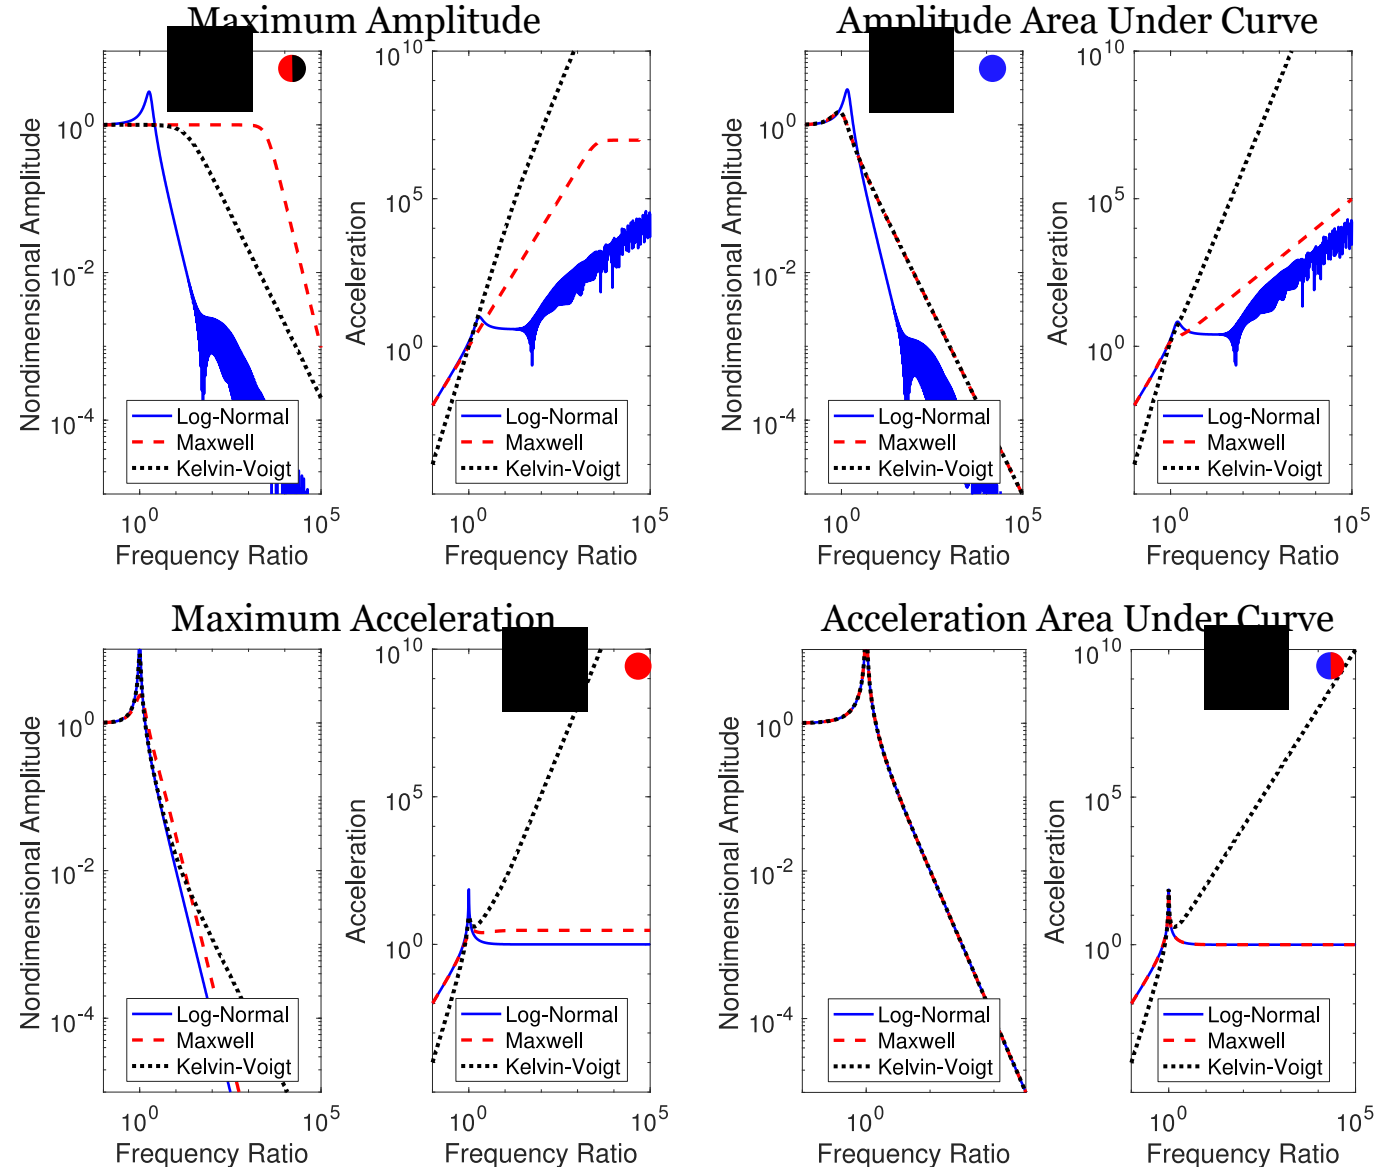 Maximum Amplitude
Nondimensional Amplitude
10^0
10^-2
10^-4
10^0
10^5
Frequency Ratio
Log-Normal
Maxwell
Kelvin-Voigt
Acceleration
10^10
10^5
10^0
10^0
10^5
Frequency Ratio
Log-Normal
Maxwell
Kelvin-Voigt
Amplitude Area Under Curve
Nondimensional Amplitude
10^0
10^-2
10^-4
10^0
Frequency Ratio
Log-Normal
Maxwell
Kelvin-Voigt
Acceleration
10^10
10^5
10^0
10^0
10^5
Frequency Ratio
Log-Normal
Maxwell
Kelvin-Voigt
Maximum Acceleration
Nondimensional Amplitude
10^0
10^-2
10^-4
10^0
10^5
Frequency Ratio
Log-Normal
Maxwell
Kelvin-Voigt
Acceleration
10^10
10^5
10^0
10^0
10^5
Frequency Ratio
Log-Normal
Maxwell
Kelvin-Voigt
Acceleration Area Under Curve
Nondimensional Amplitude
10^0
10^-2
10^-4
10^0
Frequency Ratio
Log-Normal
Maxwell
Kelvin-Voigt
Acceleration
10^10
10^5
10^0
10^0
10^5
Frequency Ratio
Log-Normal
Maxwell
Kelvin-Voigt